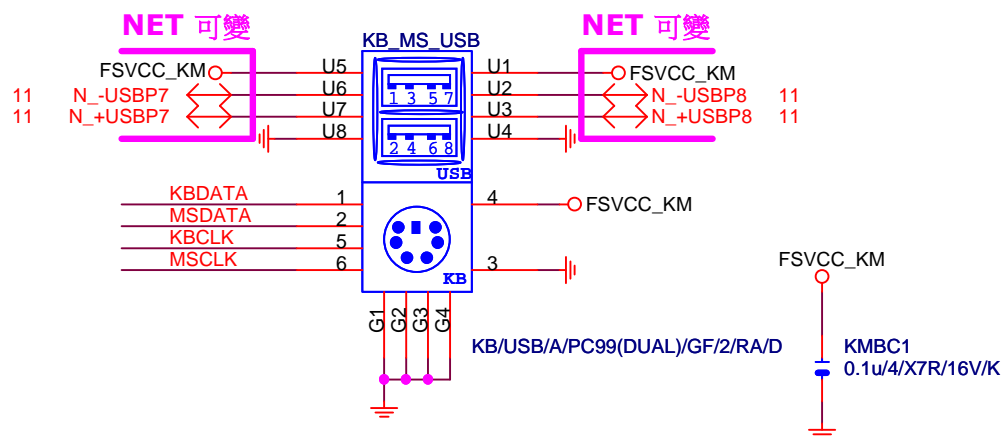 NET 可變
NET 可變
KB_MS_USB
FSVCC_KM
U5
U1
FSVCC_KM
11
N_-USBP7
U6
U2
N_-USBP8
11
11
N_+USBP7
U7
U3
N_+USBP8
11
U8
U4
1 3 5 7
2 4 6 8
USB
KBDATA
1
4
FSVCC_KM
MSDATA
2
KBCLK
5
MSCLK
6
3
KB
G1
G2
G3
G4
KB/USB/A/PC99(DUAL)/GF/2/RA/D
FSVCC_KM
KMBC1
0.1u/4/X7R/16V/K